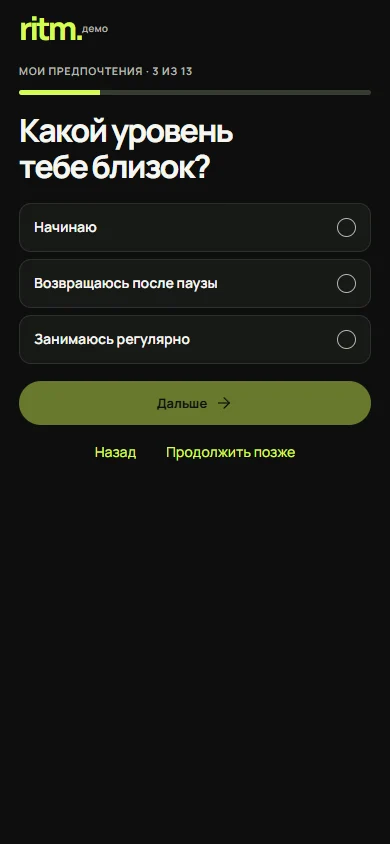 ritm. демо
МОИ ПРЕДПОЧТЕНИЯ · 3 ИЗ 13
Какой уровень
тебе близок?
Начинаю
Возвращаюсь после паузы
Занимаюсь регулярно
Дальше →
Назад Продолжить позже